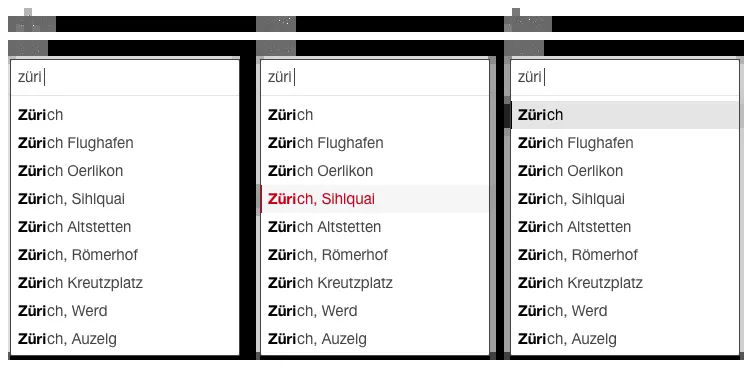 züri
Zürich
Zürich Flughafen
Zürich Oerlikon
Zürich, Sihlquai
Zürich Altstetten
Zürich, Römerhof
Zürich Kreutzplatz
Zürich, Werd
Zürich, Auzelg
züri
Zürich
Zürich Flughafen
Zürich Oerlikon
Zürich, Sihlquai
Zürich Altstetten
Zürich, Römerhof
Zürich Kreutzplatz
Zürich, Werd
Zürich, Auzelg
züri
Zürich
Zürich Flughafen
Zürich Oerlikon
Zürich, Sihlquai
Zürich Altstetten
Zürich, Römerhof
Zürich Kreutzplatz
Zürich, Werd
Zürich, Auzelg